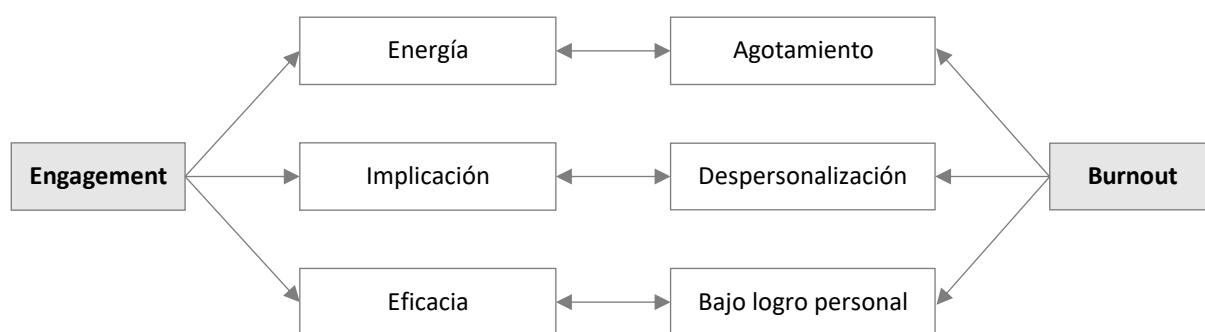 Energía
Agotamiento
Engagement
Implicación
Despersonalización
Burnout
Eficacia
Bajo logro personal